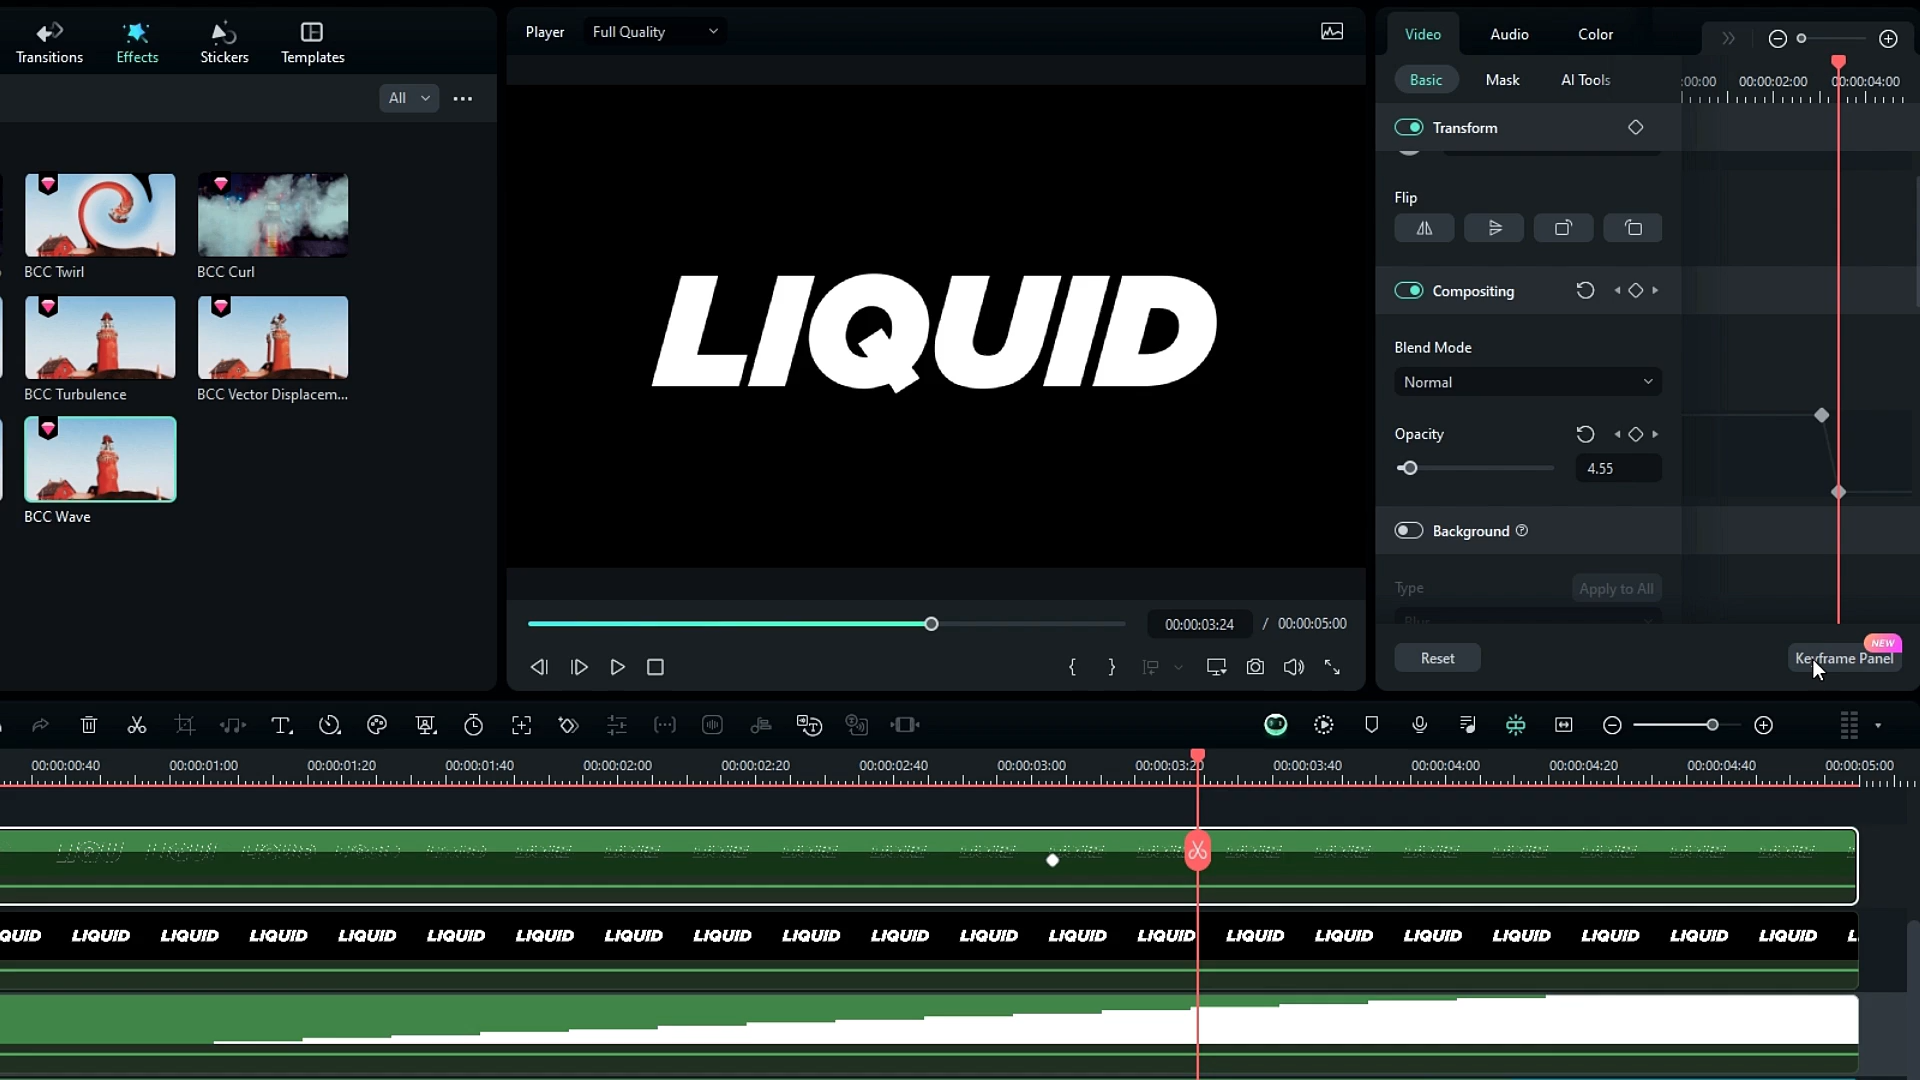 Transitions
Effects
Stickers
Templates
All
BCC Twirl
BCC Curl
BCC Turbulence
BCC Vector Displacem...
BCC Wave
Player
Full Quality
LIQUID
00:00:03:24 / 00:00:05:00
Video
Audio
Color
Basic
Mask
AI Tools
:00:00
00:00:02:00
00:00:04:00
Transform
Flip
Compositing
Blend Mode
Normal
Opacity
4.55
Background
Type
Apply to All
Blur
Reset
NEW
Keyframe Panel
00:00:00:40
00:00:01:00
00:00:01:20
00:00:01:40
00:00:02:00
00:00:02:20
00:00:02:40
00:00:03:00
00:00:03:20
00:00:03:40
00:00:04:00
00:00:04:20
00:00:04:40
00:00:05:00
QUID LIQUID LIQUID LIQUID LIQUID LIQUID LIQUID LIQUID LIQUID LIQUID LIQUID LIQUID LIQUID LIQUID LIQUID LIQUID LIQUID LIQUID LIQUID LIQUID LIQUID L